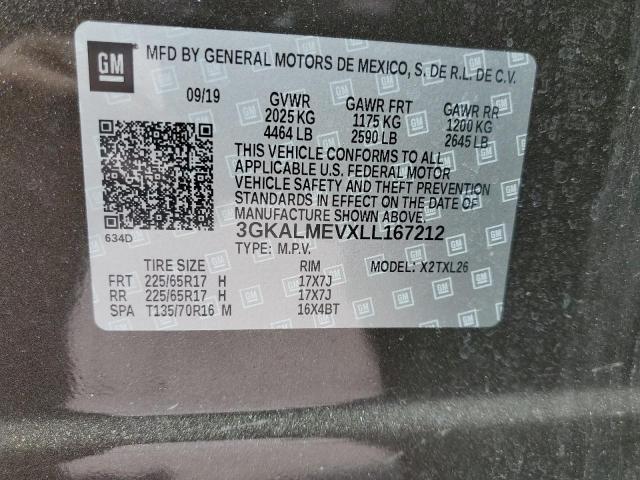 GM MFD BY GENERAL MOTORS DE MEXICO, S. DE R.L. DE C.V.
09/19 GVWR GAWR FRT GAWR RR
2025 KG 1175 KG 1200 KG
4464 LB 2590 LB 2645 LB
THIS VEHICLE CONFORMS TO ALL
APPLICABLE U.S. FEDERAL MOTOR
VEHICLE SAFETY AND THEFT PREVENTION
STANDARDS IN EFFECT ON THE DATE OF
MANUFACTURE SHOWN ABOVE.
634D 3GKALMEVXLL167212
TYPE: M.P.V. MODEL: X2TXL26
TIRE SIZE RIM
FRT 225/65R17 H 17X7J
RR 225/65R17 H 17X7J
SPA T135/70R16 M 16X4BT